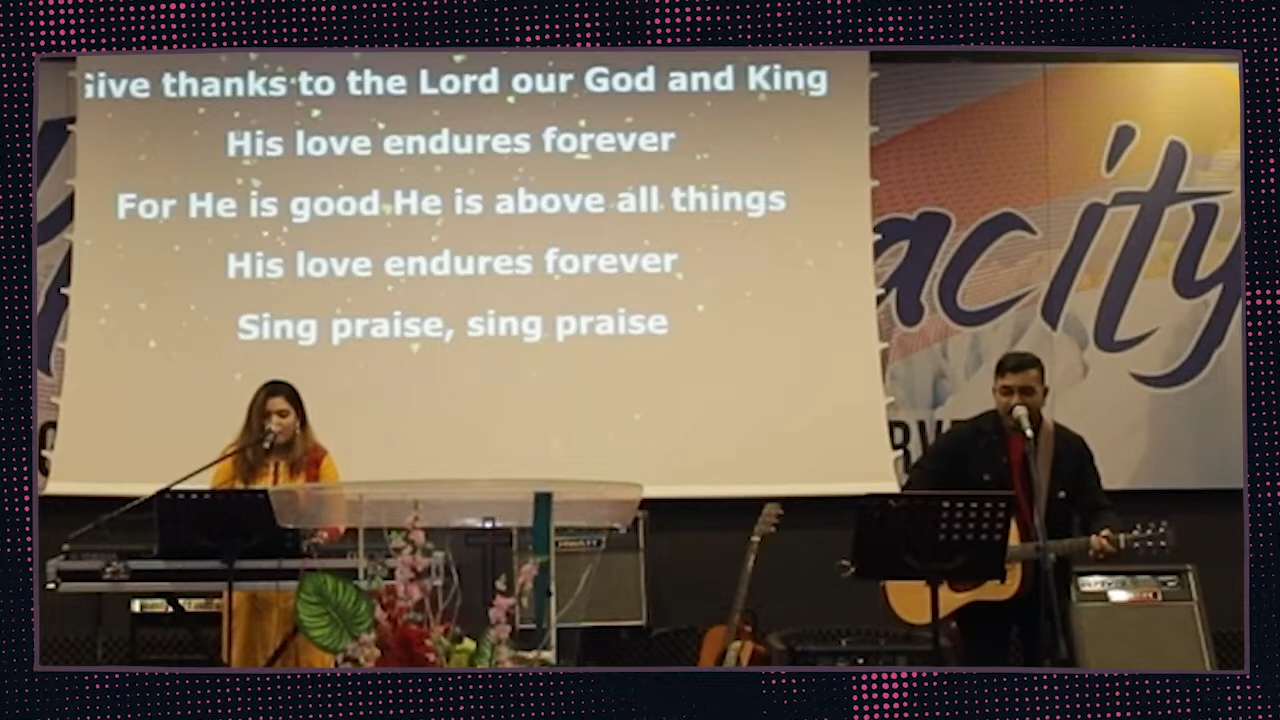 Give thanks to the Lord our God and King
His love endures forever
For He is good He is above all things
His love endures forever
Sing praise, sing praise
acity